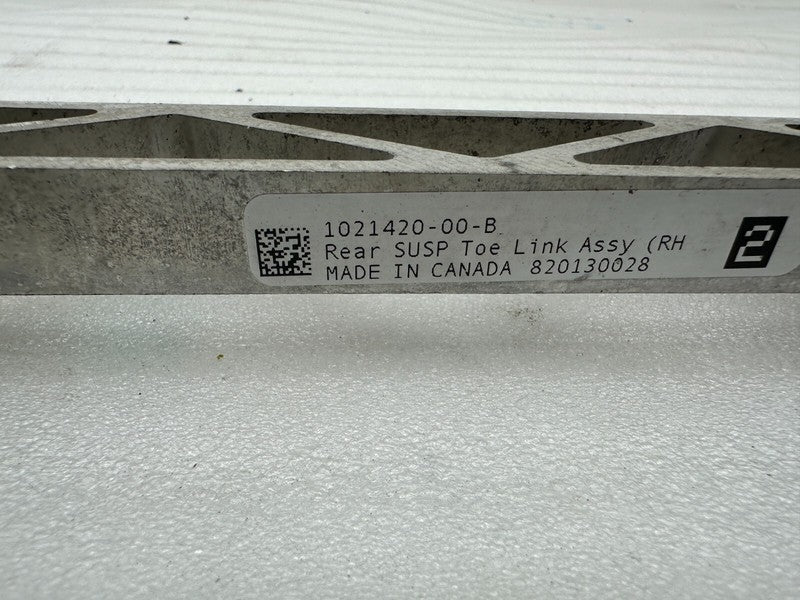 1021420-00-B
Rear SUSP Toe Link Assy (RH
MADE IN CANADA 820130028
2